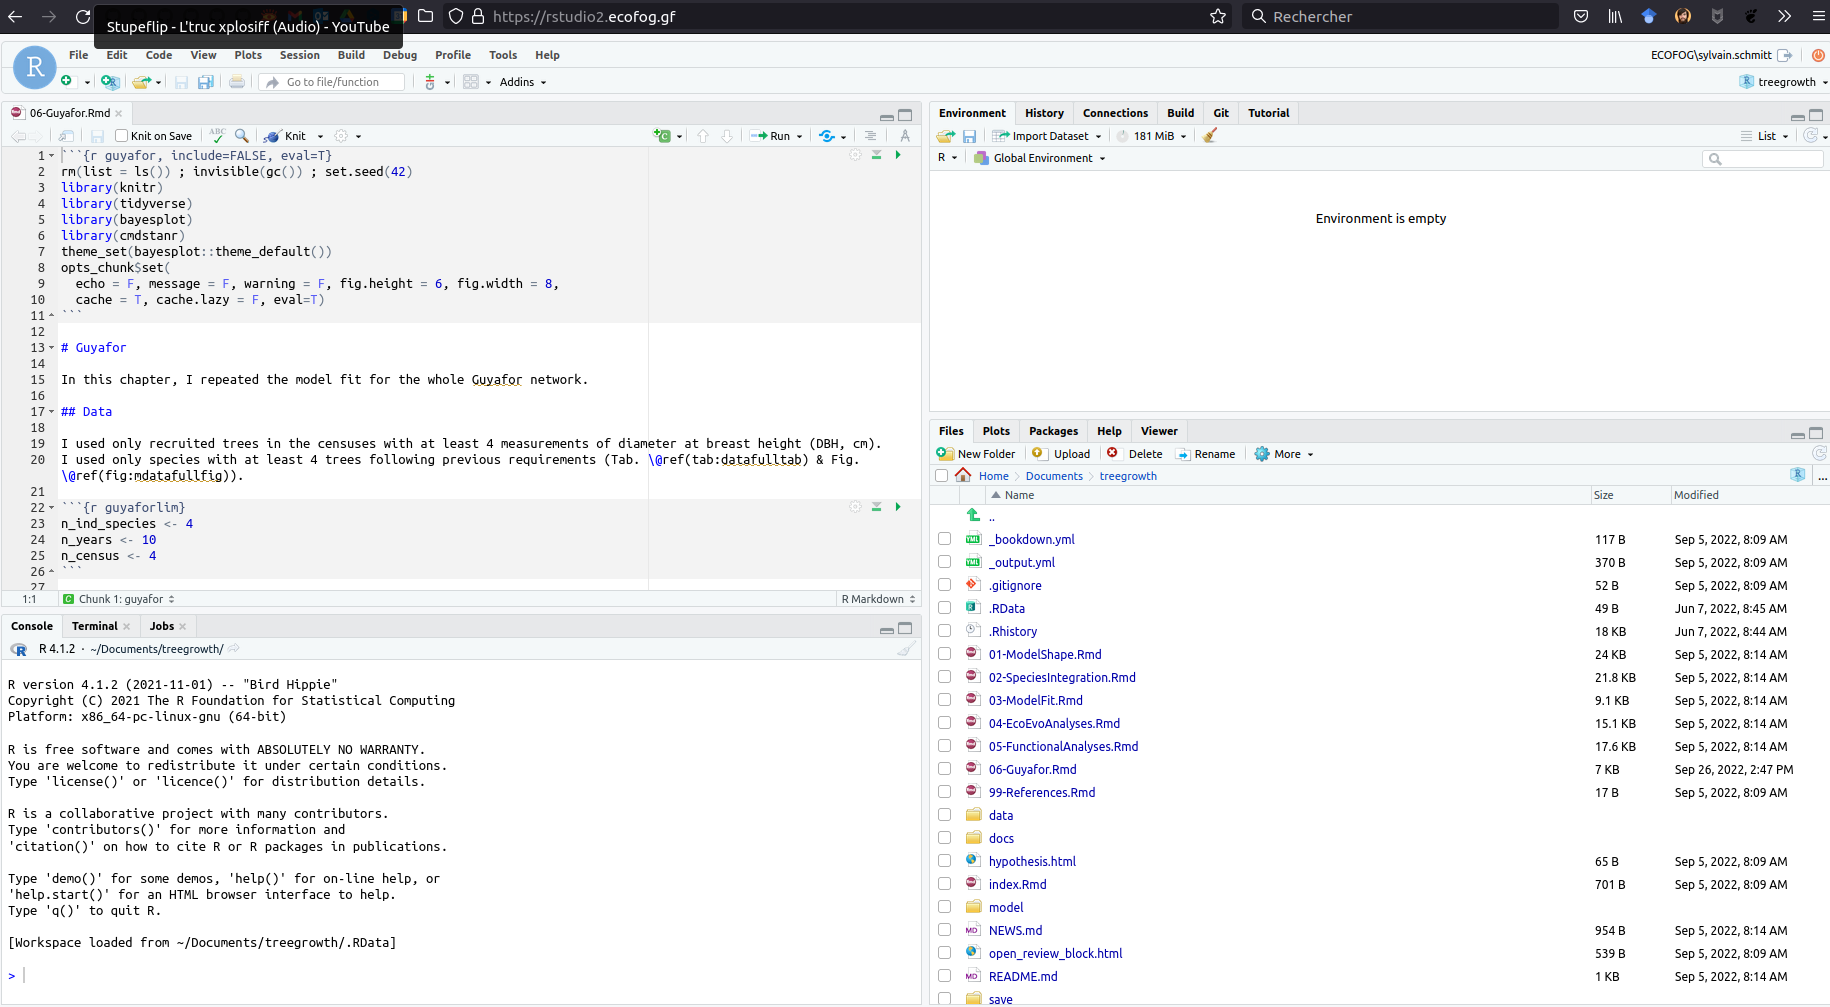 https://rstudio2.ecofog.gf
Rechercher
Stupeflip - L'truc xplosiff (Audio) - YouTube
File Edit Code View Plots Session Build Debug Profile Tools Help
ECOFOG\sylvain.schmitt
R
Go to file/function
Addins
treegrowth
06-Guyafor.Rmd
Knit on Save
ABC
Knit
Run
1 ```{r guyafor, include=FALSE, eval=T}
2 rm(list = ls()) ; invisible(gc()) ; set.seed(42)
3 library(knitr)
4 library(tidyverse)
5 library(bayesplot)
6 library(cmdstanr)
7 theme_set(bayesplot::theme_default())
8 opts_chunk$set(
9   echo = F, message = F, warning = F, fig.height = 6, fig.width = 8,
10   cache = T, cache.lazy = F, eval=T)
11 ```
12
13 # Guyafor
14
15 In this chapter, I repeated the model fit for the whole Guyafor network.
16
17 ## Data
18
19 I used only recruited trees in the censuses with at least 4 measurements of diameter at breast height (DBH, cm).
20 I used only species with at least 4 trees following previous requirements (Tab. \@ref(tab:datafulltab) & Fig.
\@ref(fig:mdatafullfig)).
21
22 ```{r guyaforlim}
23 n_ind_species <- 4
24 n_years <- 10
25 n_census <- 4
26 ```
27
1:1 Chunk 1: guyafor R Markdown
Console Terminal Jobs
R 4.1.2 · ~/Documents/treegrowth/
R version 4.1.2 (2021-11-01) -- "Bird Hippie"
Copyright (C) 2021 The R Foundation for Statistical Computing
Platform: x86_64-pc-linux-gnu (64-bit)
R is free software and comes with ABSOLUTELY NO WARRANTY.
You are welcome to redistribute it under certain conditions.
Type 'license()' or 'licence()' for distribution details.
R is a collaborative project with many contributors.
Type 'contributors()' for more information and
'citation()' on how to cite R or R packages in publications.
Type 'demo()' for some demos, 'help()' for on-line help, or
'help.start()' for an HTML browser interface to help.
Type 'q()' to quit R.
[Workspace loaded from ~/Documents/treegrowth/.RData]
>
Environment History Connections Build Git Tutorial
Import Dataset 181 MiB List
R Global Environment
Environment is empty
Files Plots Packages Help Viewer
New Folder Upload Delete Rename More
Home Documents treegrowth ...
Name Size Modified
..
_bookdown.yml 117 B Sep 5, 2022, 8:09 AM
_output.yml 370 B Sep 5, 2022, 8:09 AM
.gitignore 52 B Sep 5, 2022, 8:09 AM
.RData 49 B Jun 7, 2022, 8:45 AM
.Rhistory 18 KB Jun 7, 2022, 8:44 AM
01-ModelShape.Rmd 24 KB Sep 5, 2022, 8:14 AM
02-SpeciesIntegration.Rmd 21.8 KB Sep 5, 2022, 8:14 AM
03-ModelFit.Rmd 9.1 KB Sep 5, 2022, 8:14 AM
04-EcoEvoAnalyses.Rmd 15.1 KB Sep 5, 2022, 8:14 AM
05-FunctionalAnalyses.Rmd 17.6 KB Sep 5, 2022, 8:14 AM
06-Guyafor.Rmd 7 KB Sep 26, 2022, 2:47 PM
99-References.Rmd 17 B Sep 5, 2022, 8:09 AM
data
docs
hypothesis.html 65 B Sep 5, 2022, 8:09 AM
index.Rmd 701 B Sep 5, 2022, 8:09 AM
model
NEWS.md 954 B Sep 5, 2022, 8:14 AM
open_review_block.html 539 B Sep 5, 2022, 8:09 AM
README.md 1 KB Sep 5, 2022, 8:14 AM
save